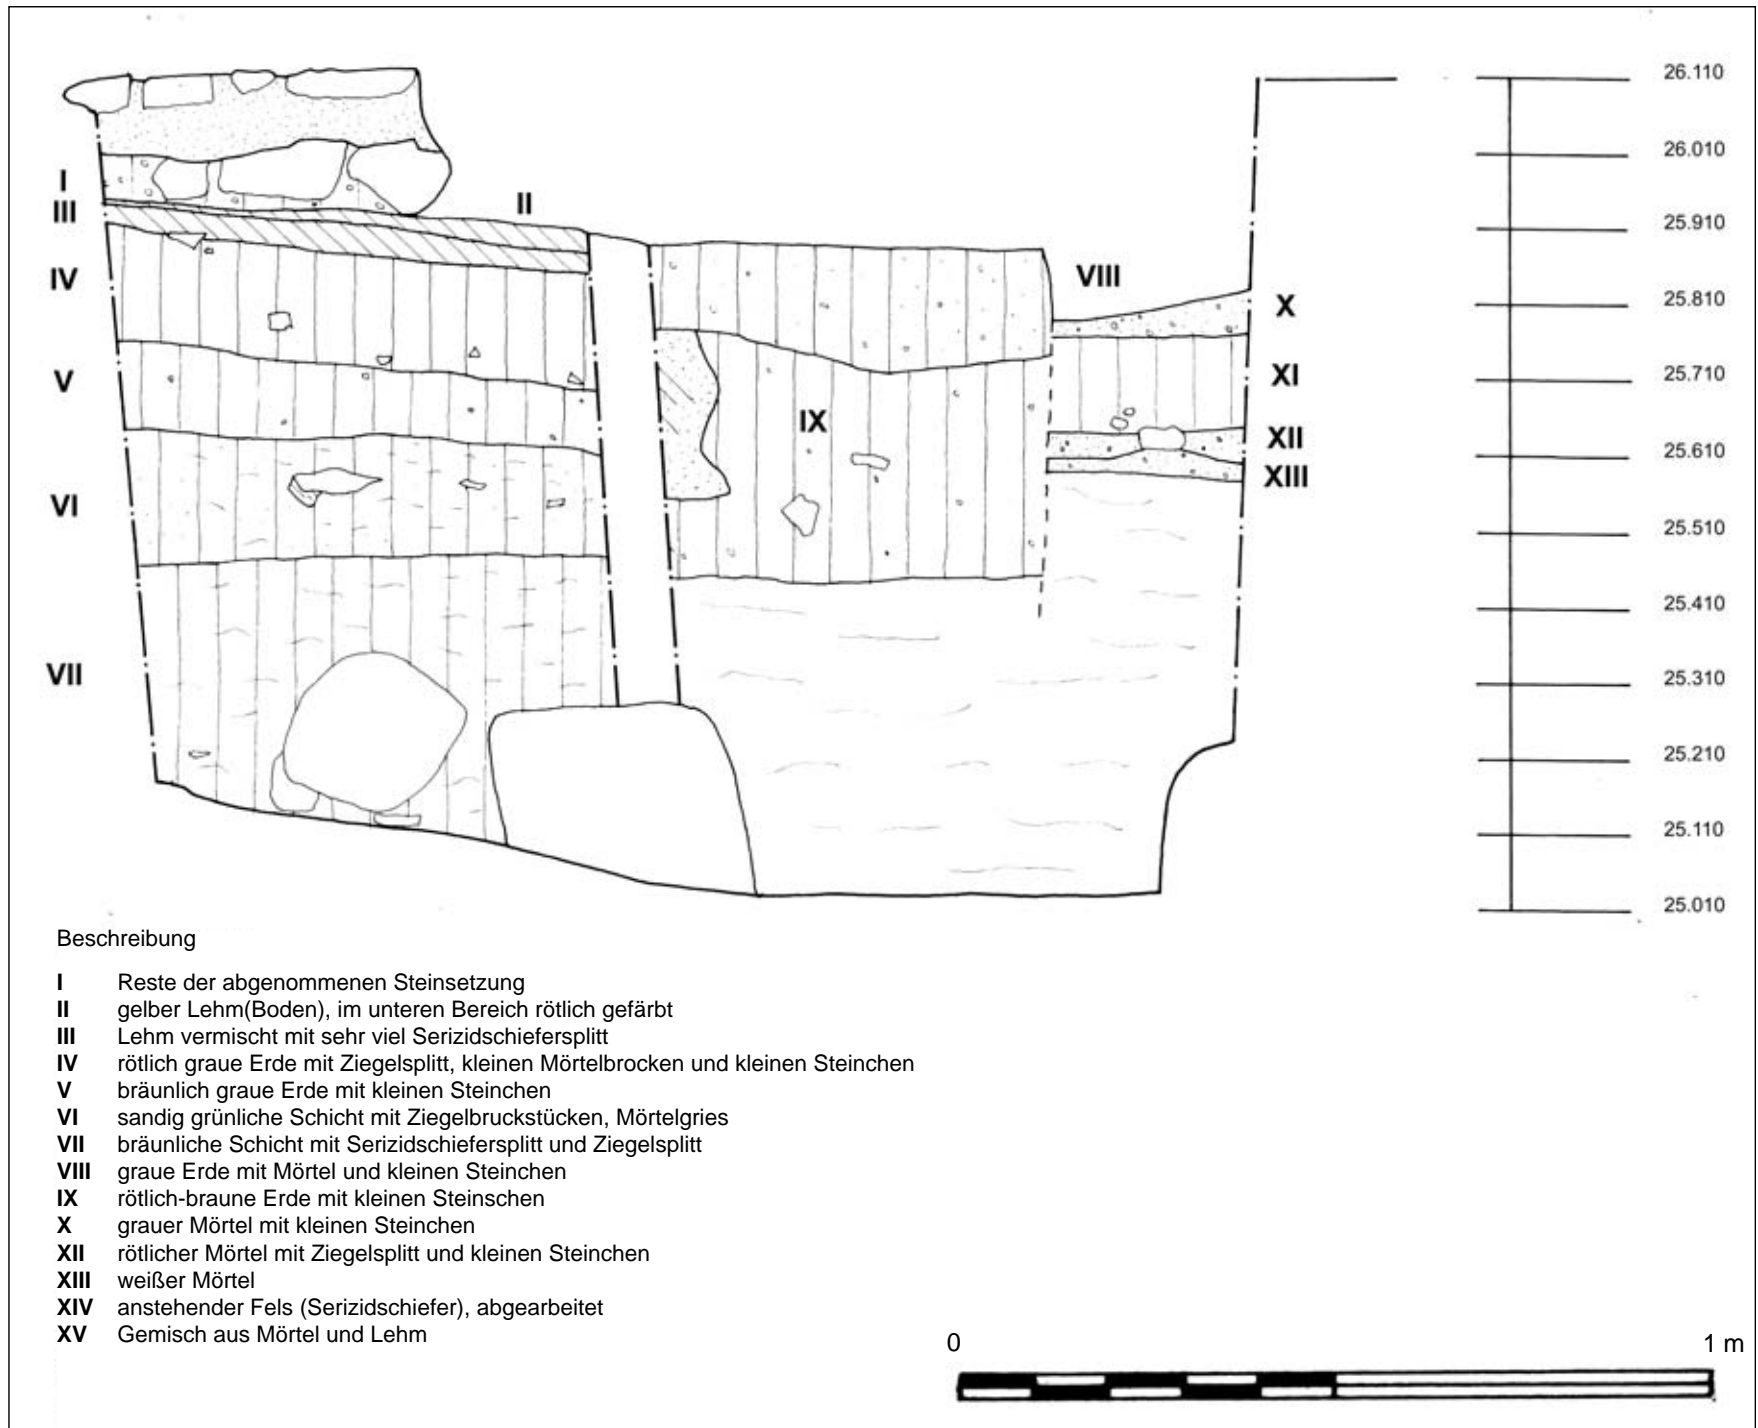 26.110
26.010
I
III
II
25.910
IV
VIII
X
25.810
V
XI
25.710
IX
XII
25.610
XIII
VI
25.510
25.410
VII
25.310
25.210
25.110
25.010
Beschreibung
I Reste der abgenommenen Steinsetzung
II gelber Lehm(Boden), im unteren Bereich rötlich gefärbt
III Lehm vermischt mit sehr viel Serizidschiefersplitt
IV rötlich graue Erde mit Ziegelsplitt, kleinen Mörtelbrocken und kleinen Steinchen
V bräunlich graue Erde mit kleinen Steinchen
VI sandig grünliche Schicht mit Ziegelbruckstücken, Mörtelgries
VII bräunliche Schicht mit Serizidschiefersplitt und Ziegelsplitt
VIII graue Erde mit Mörtel und kleinen Steinchen
IX rötlich-braune Erde mit kleinen Steinschen
X grauer Mörtel mit kleinen Steinchen
XII rötlicher Mörtel mit Ziegelsplitt und kleinen Steinchen
XIII weißer Mörtel
XIV anstehender Fels (Serizidschiefer), abgearbeitet
XV Gemisch aus Mörtel und Lehm
0 1 m